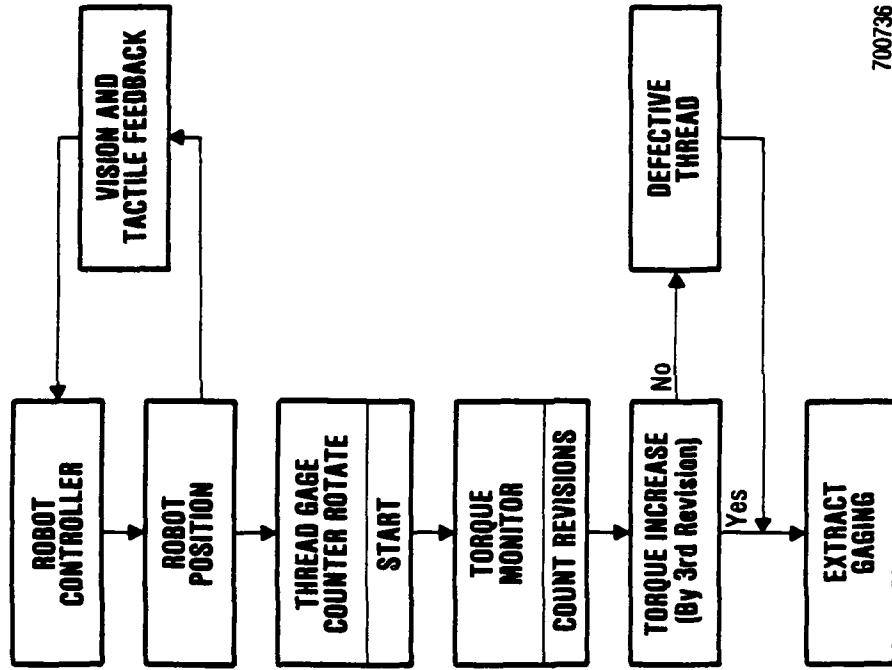 ROBOT
CONTROLLER
VISION AND
TACTILE FEEDBACK
ROBOT
POSITION
THREAD GAGE
COUNTER ROTATE
START
TORQUE
MONITOR
COUNT REVISIONS
TORQUE INCREASE
(By 3rd Revision)
No
DEFECTIVE
THREAD
Yes
EXTRACT
GAGING
700736